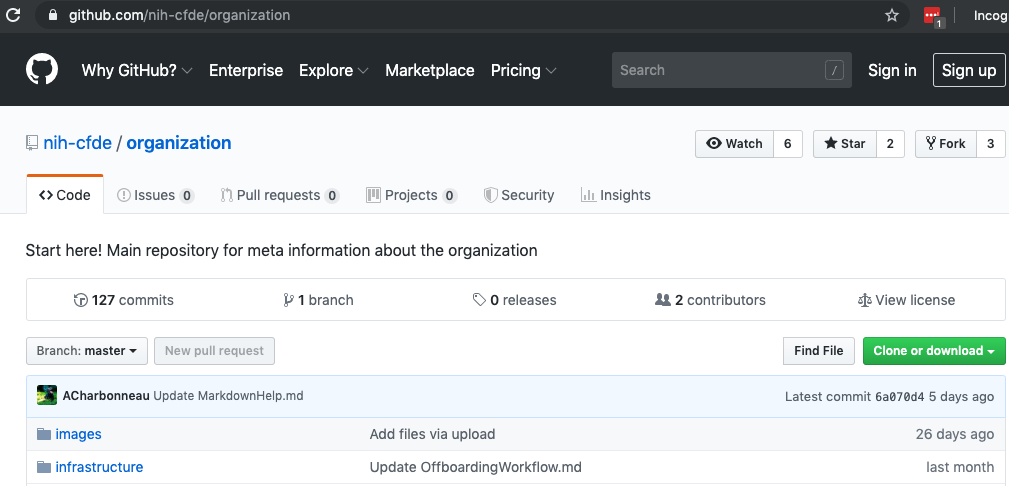 github.com/nih-cfde/organization 1 Incog
Why GitHub? Enterprise Explore Marketplace Pricing Search / Sign in Sign up
nih-cfde / organization Watch 6 Star 2 Fork 3
Code Issues 0 Pull requests 0 Projects 0 Security Insights
Start here! Main repository for meta information about the organization
127 commits 1 branch 0 releases 2 contributors View license
Branch: master New pull request Find File Clone or download
ACharbonneau Update MarkdownHelp.md Latest commit 6a070d4 5 days ago
images Add files via upload 26 days ago
infrastructure Update OffboardingWorkflow.md last month